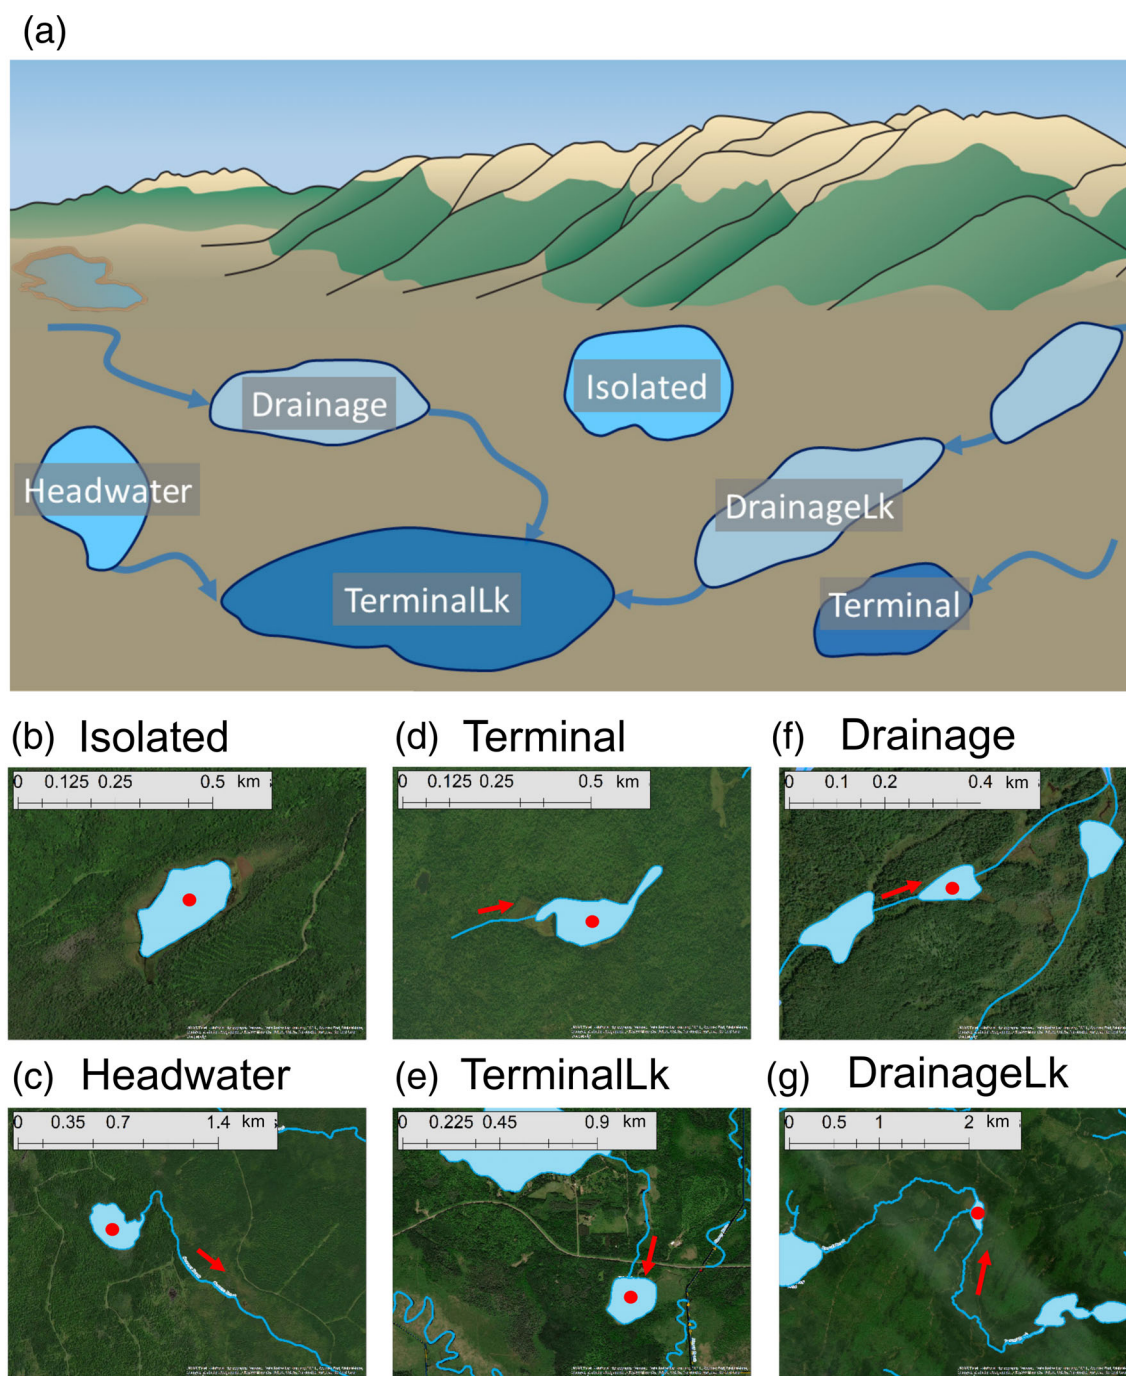 (a)
Drainage
Isolated
Headwater
DrainageLk
TerminalLk
Terminal
(b) Isolated
0 0.125 0.25 0.5 km
(d) Terminal
0 0.125 0.25 0.5 km
(f) Drainage
0 0.1 0.2 0.4 km
(c) Headwater
0 0.35 0.7 1.4 km
(e) TerminalLk
0 0.225 0.45 0.9 km
(g) DrainageLk
0 0.5 1 2 km